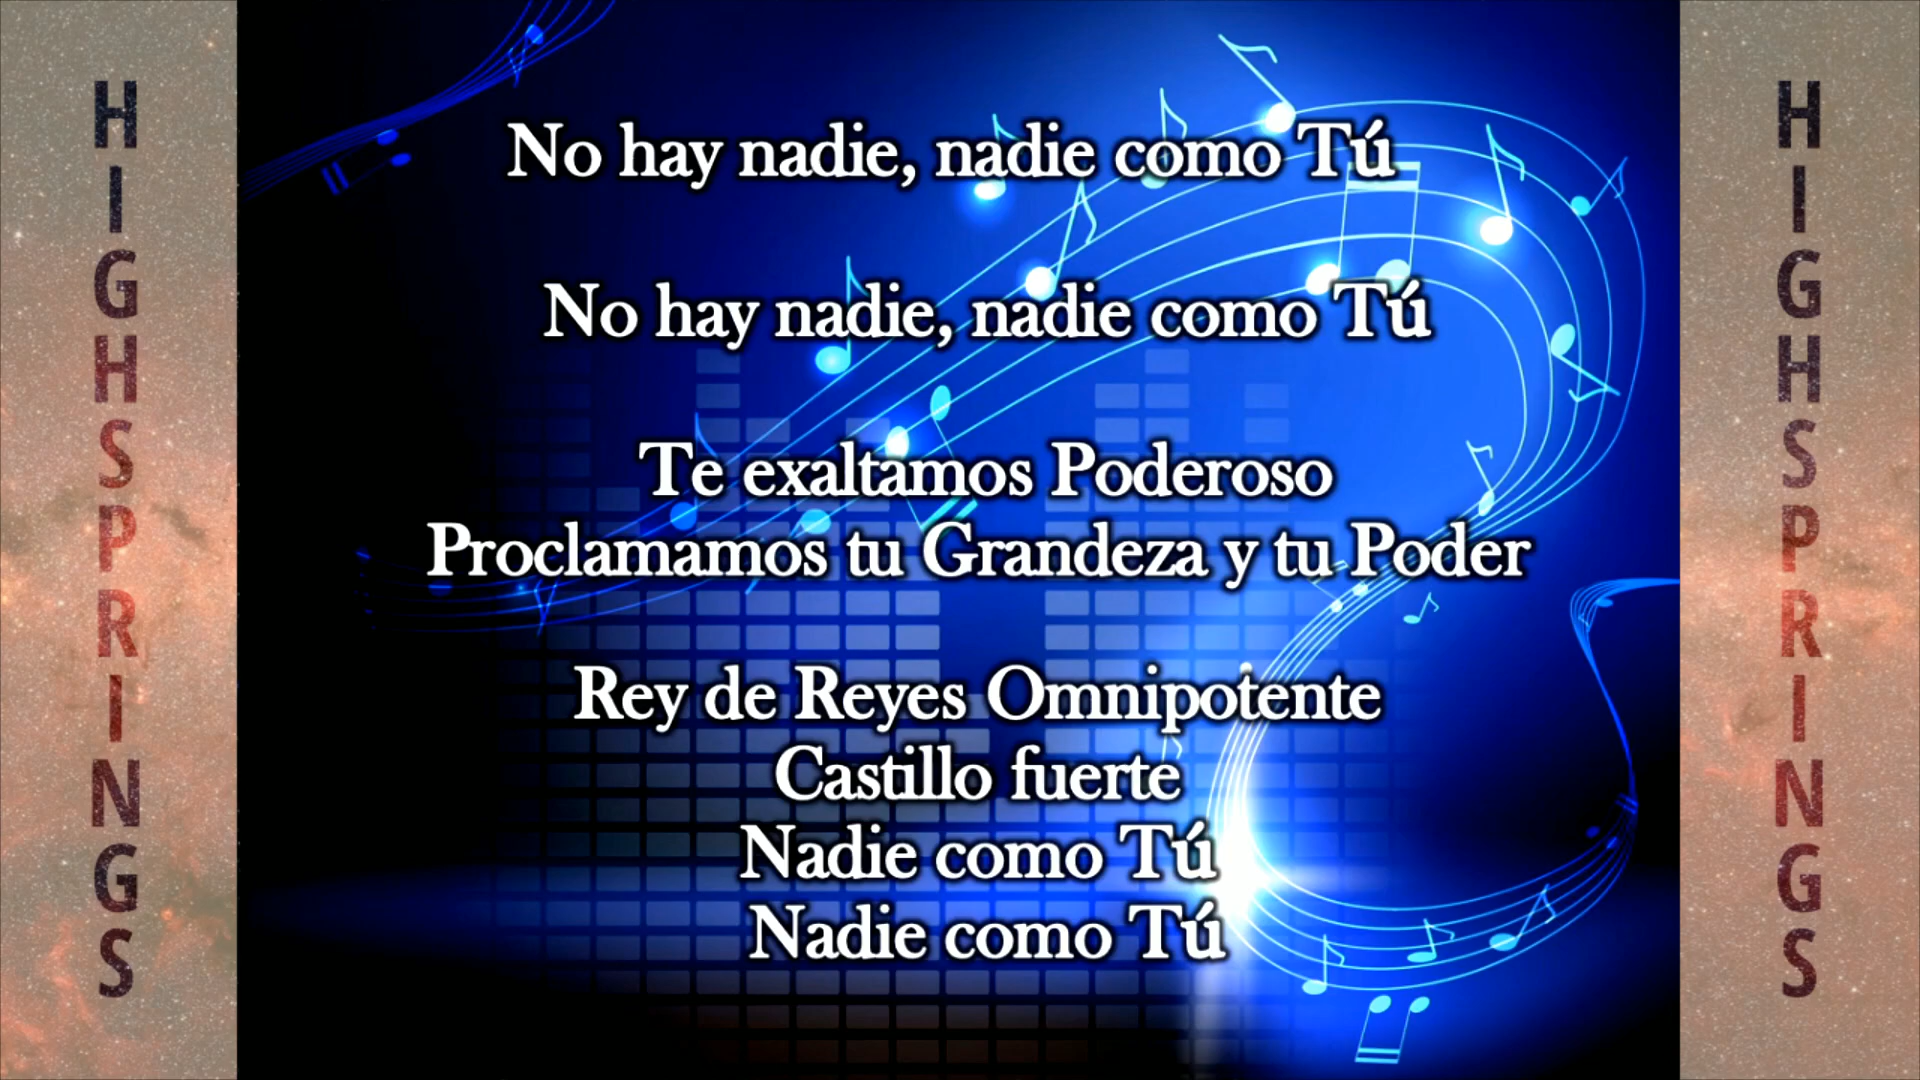 HIGHSPRINGS
No hay nadie, nadie como Tú
No hay nadie, nadie como Tú
Te exaltamos Poderoso
Proclamamos tu Grandeza y tu Poder
Rey de Reyes Omnipotente
Castillo fuerte
Nadie como Tú
Nadie como Tú
HIGHSPRINGS